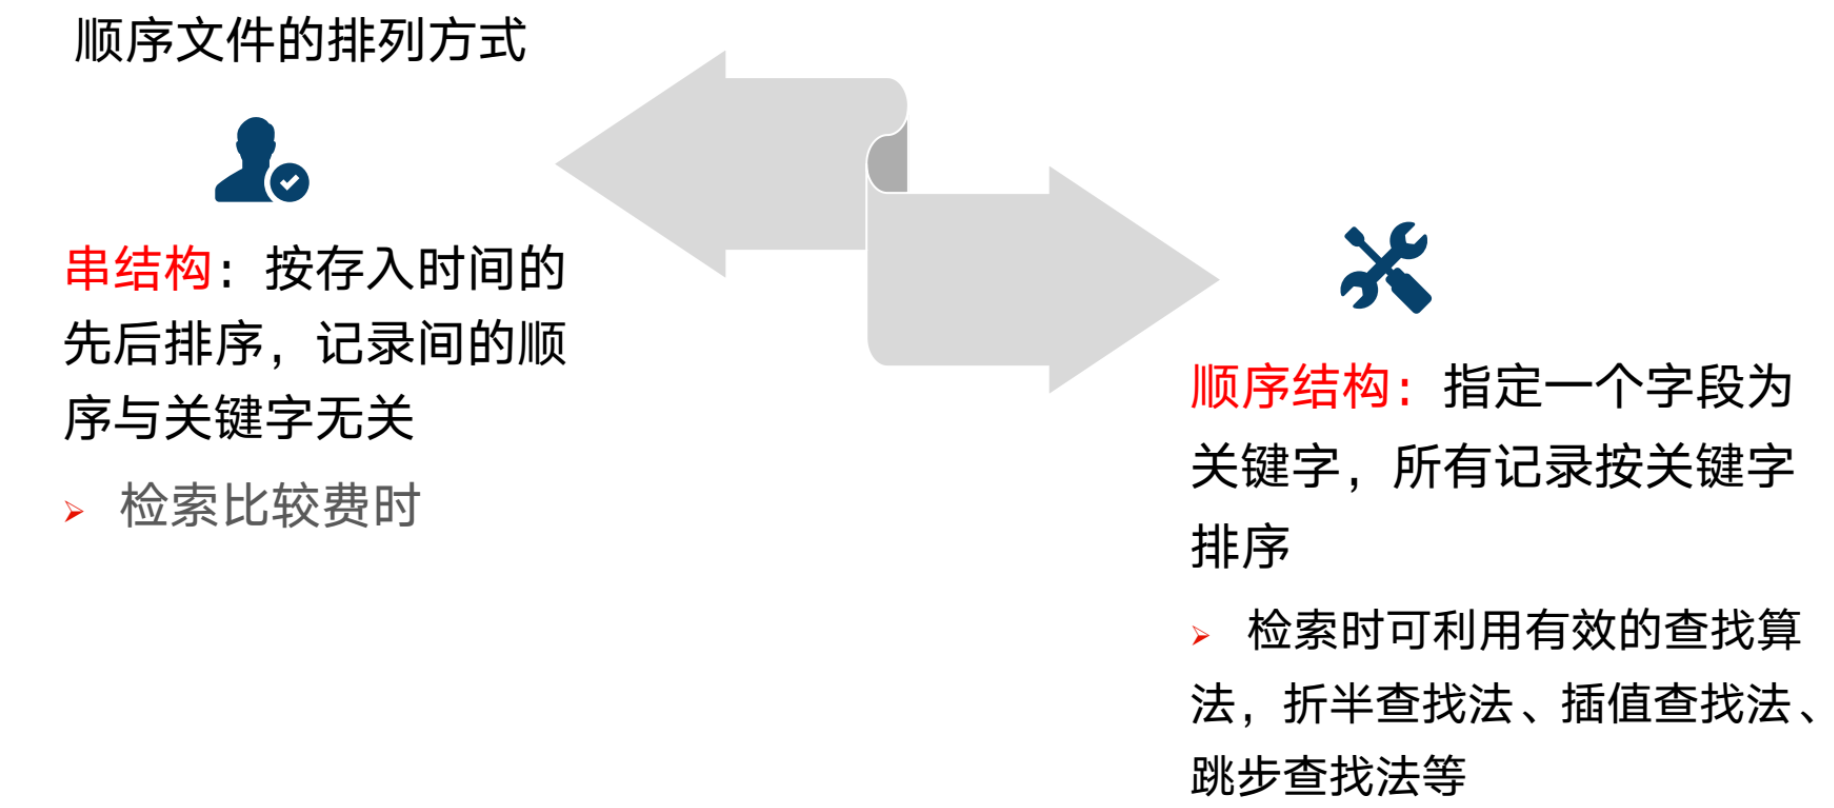 顺序文件的排列方式
串结构：按存入时间的
先后排序，记录间的顺
序与关键字无关
➢ 检索比较费时
顺序结构：指定一个字段为
关键字，所有记录按关键字
排序
➢ 检索时可利用有效的查找算
法，折半查找法、插值查找法、
跳步查找法等